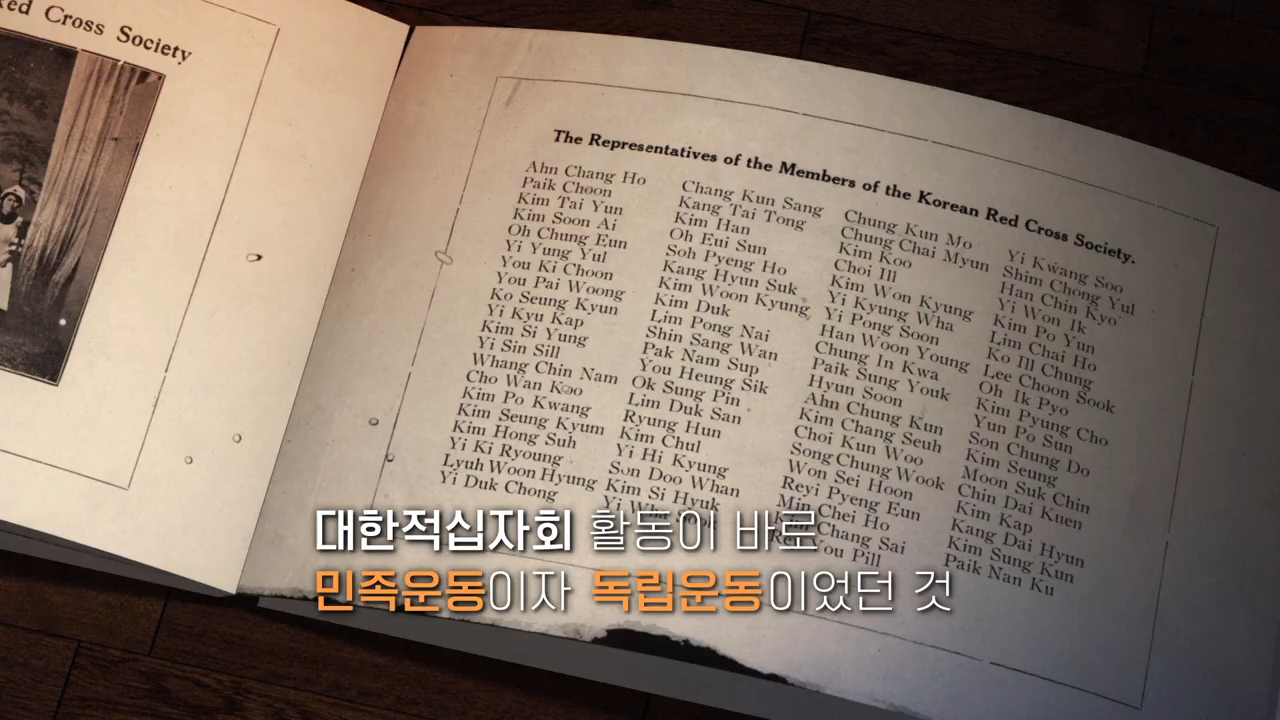 Red Cross Society
The Representatives of the Members of the Korean Red Cross Society.
Ahn Chang Ho
Paik Choon
Kim Tai Yun
Kim Soon Ai
Oh Chung Eun
Yi Yung Yul
You Ki Choon
You Pai Woong
Ko Seung Kyun
Yi Kyu Kap
Kim Si Yung
Yi Sin Sill
Whang Chin Nam
Cho Wan Koo
Kim Po Kwang
Kim Seung Kyum
Kim Hong Suh
Yi Ki Ryoung
Lyuh Woon Hyung
Yi Duk Chong
Chang Kun Sang
Kang Tai Tong
Kim Han
Oh Eui Sun
Soh Pyeng Ho
Kang Hyun Suk
Kim Woon Kyung
Kim Duk
Lim Pong Nai
Shin Sang Wan
Pak Nam Sup
You Heung Sik
Ok Sung Pin
Lim Duk San
Ryung Hun
Kim Chul
Yi Hi Kyung
Son Doo Whan
Kim Si Hyuk
Yi
Chung Kun Mo
Chung Chai Myun
Kim Koo
Choi Ill
Kim Won Kyung
Yi Kyung Wha
Yi Pong Soon
Han Woon Young
Chung In Kwa
Paik Sung Youk
Hyun Soon
Ahn Chung Kun
Kim Chang Seuh
Choi Kun Woo
Song Chung Wook
Won Sei Hoon
Reyi Pyeng Eun
Min Chei Ho
Chang Sai
You Pill
Yi Kwang Soo
Shim Chong Yul
Han Chin Kyo
Yi Won Ik
Kim Po Yun
Lim Chai Ho
Ko Ill Chung
Lee Choon Sook
Oh Ik Pyo
Kim Pyung Cho
Yun Po Sun
Son Chung Do
Kim Seung
Moon Suk Chin
Chin Dai Kuen
Kim Kap
Kang Dai Hyun
Kim Sung Kun
Paik Nan Ku
대한적십자회 활동이 바로
민족운동이자 독립운동이었던 것